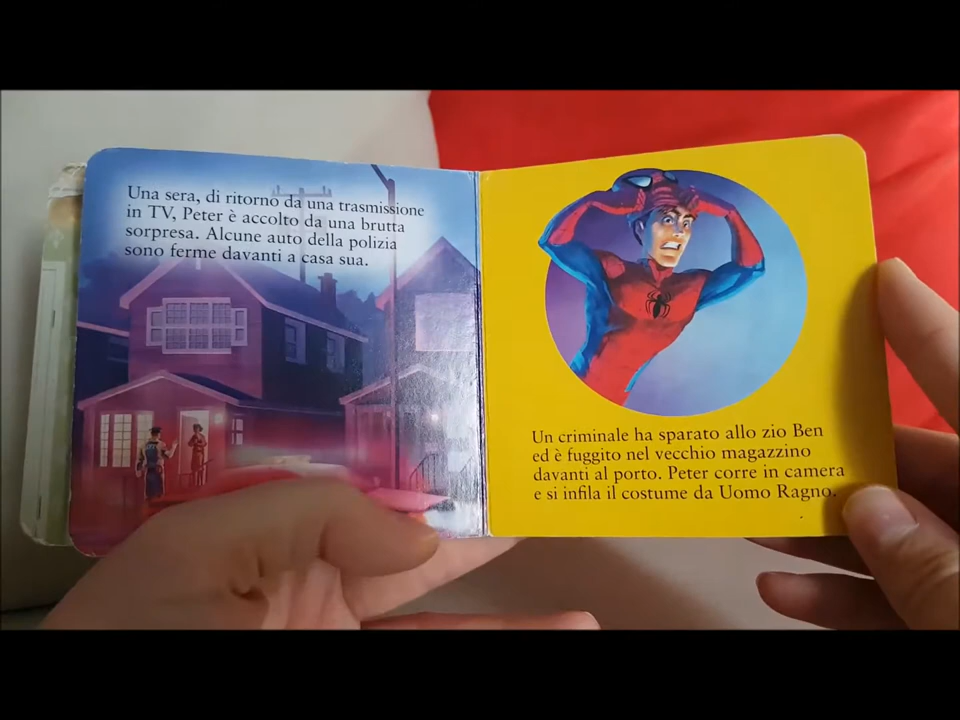 Una sera, di ritorno da una trasmissione
in TV, Peter è accolto da una brutta
sorpresa. Alcune auto della polizia
sono ferme davanti a casa sua.
Un criminale ha sparato allo zio Ben
ed è fuggito nel vecchio magazzino
davanti al porto. Peter corre in camera
e si infila il costume da Uomo Ragno.